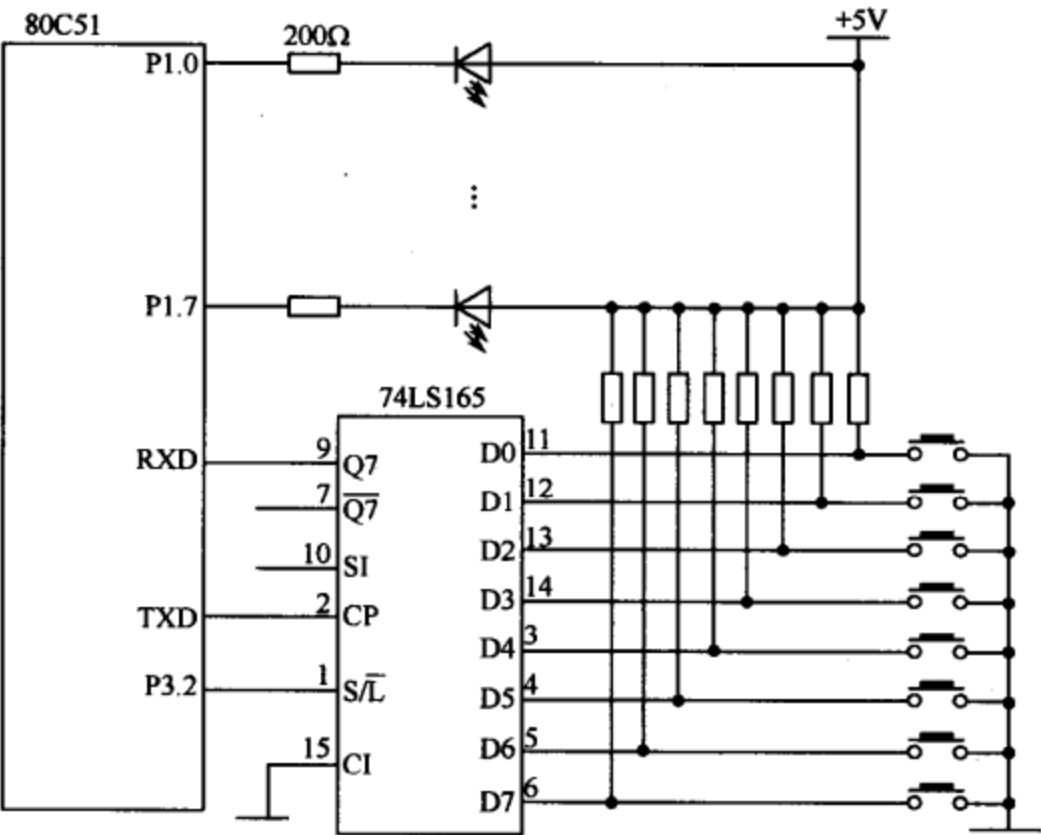 80C51
+5V
200Ω
P1.0
P1.7
74LS165
RXD 9 Q7 D0 11
7 Q̅7̅ D1 12
10 SI D2 13
TXD 2 CP D3 14
D4 3
P3.2 1 S/L̅ D5 4
15 CI D6 5
D7 6